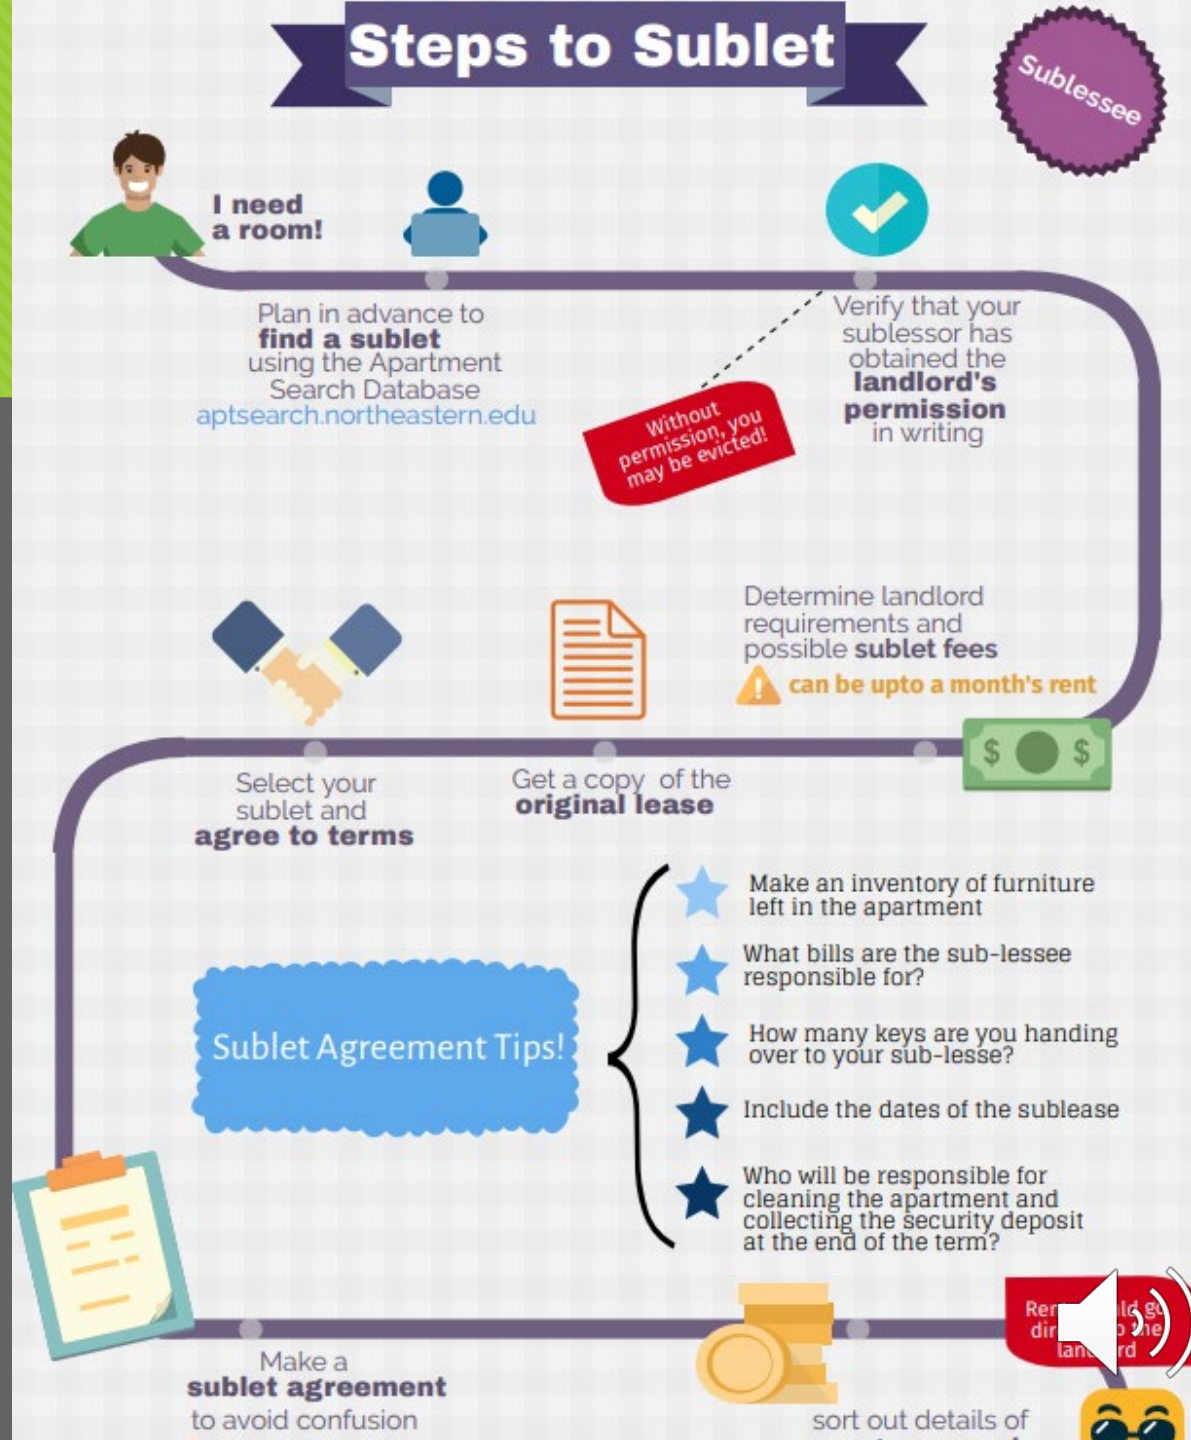 Steps to Sublet
Sublessee
I need
a room!
Plan in advance to
find a sublet
using the Apartment
Search Database
aptsearch.northeastern.edu
Verify that your
sublessor has
obtained the
landlord's
permission
in writing
Without
permission, you
may be evicted!
Determine landlord
requirements and
possible sublet fees
can be upto a month's rent
$ $
Get a copy of the
original lease
Select your
sublet and
agree to terms
Sublet Agreement Tips!
Make an inventory of furniture
left in the apartment
What bills are the sub-lessee
responsible for?
How many keys are you handing
over to your sub-lesse?
Include the dates of the sublease
Who will be responsible for
cleaning the apartment and
collecting the security deposit
at the end of the term?
Make a
sublet agreement
to avoid confusion
sort out details of
go
the